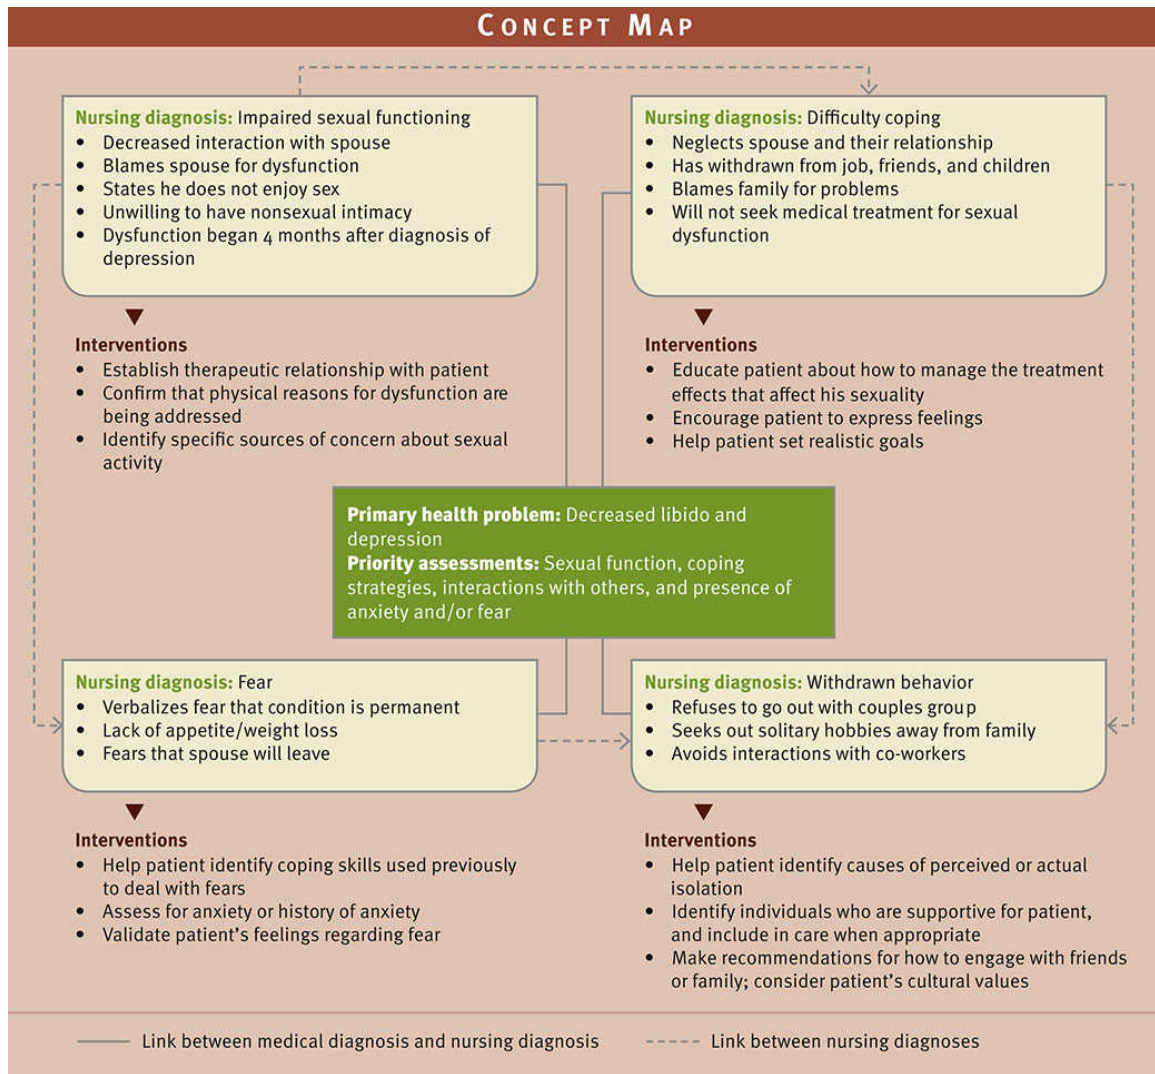 CONCEPT MAP
Nursing diagnosis: Impaired sexual functioning
• Decreased interaction with spouse
• Blames spouse for dysfunction
• States he does not enjoy sex
• Unwilling to have nonsexual intimacy
• Dysfunction began 4 months after diagnosis of
depression
Interventions
• Establish therapeutic relationship with patient
• Confirm that physical reasons for dysfunction are
being addressed
• Identify specific sources of concern about sexual
activity
Nursing diagnosis: Difficulty coping
• Neglects spouse and their relationship
• Has withdrawn from job, friends, and children
• Blames family for problems
• Will not seek medical treatment for sexual
dysfunction
Interventions
• Educate patient about how to manage the treatment
effects that affect his sexuality
• Encourage patient to express feelings
• Help patient set realistic goals
Primary health problem: Decreased libido and
depression
Priority assessments: Sexual function, coping
strategies, interactions with others, and presence of
anxiety and/or fear
Nursing diagnosis: Fear
• Verbalizes fear that condition is permanent
• Lack of appetite/weight loss
• Fears that spouse will leave
Interventions
• Help patient identify coping skills used previously
to deal with fears
• Assess for anxiety or history of anxiety
• Validate patient's feelings regarding fear
Nursing diagnosis: Withdrawn behavior
• Refuses to go out with couples group
• Seeks out solitary hobbies away from family
• Avoids interactions with co-workers
Interventions
• Help patient identify causes of perceived or actual
isolation
• Identify individuals who are supportive for patient,
and include in care when appropriate
• Make recommendations for how to engage with friends
or family; consider patient's cultural values
Link between medical diagnosis and nursing diagnosis
Link between nursing diagnoses